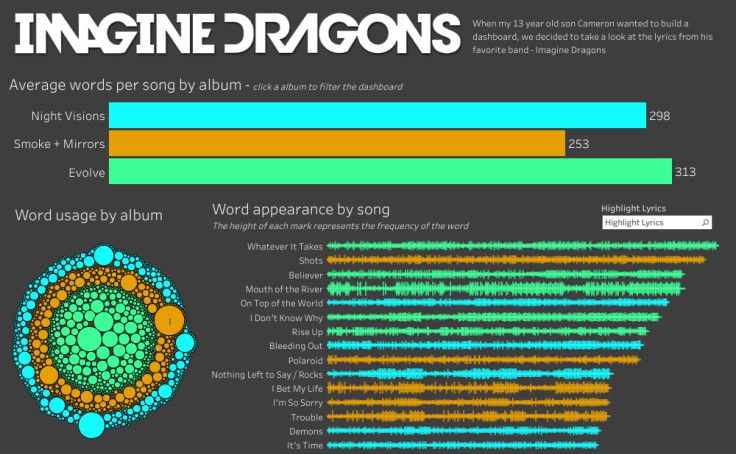 IMAGINE DRAGONS
When my 13 year old son Cameron wanted to build a
dashboard, we decided to take a look at the lyrics from his
favorite band - Imagine Dragons
Average words per song by album - click a album to filter the dashboard
Night Visions 298
Smoke + Mirrors 253
Evolve 313
Word usage by album
I
Word appearance by song
The height of each mark represents the frequency of the word
Highlight Lyrics
Highlight Lyrics
Whatever It Takes
Shots
Believer
Mouth of the River
On Top of the World
I Don't Know Why
Rise Up
Bleeding Out
Polaroid
Nothing Left to Say / Rocks
I Bet My Life
I'm So Sorry
Trouble
Demons
It's Time